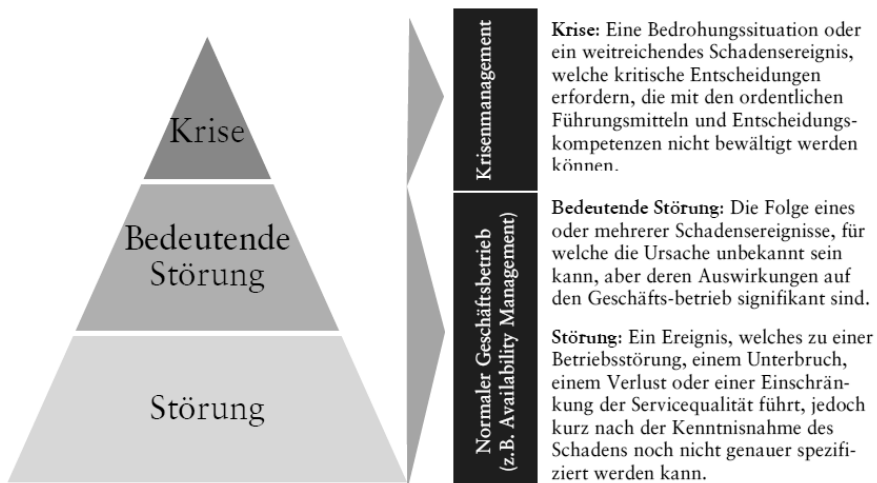 Krise
Bedeutende
Störung
Störung
Krisenmanagement
Normaler Geschäftsbetrieb
(z.B. Availability Management)
Krise: Eine Bedrohungssituation oder
ein weitreichendes Schadensereignis,
welche kritische Entscheidungen
erfordern, die mit den ordentlichen
Führungsmitteln und Entscheidungs-
kompetenzen nicht bewältigt werden
können.
Bedeutende Störung: Die Folge eines
oder mehrerer Schadensereignisse, für
welche die Ursache unbekannt sein
kann, aber deren Auswirkungen auf
den Geschäfts-betrieb signifikant sind.
Störung: Ein Ereignis, welches zu einer
Betriebsstörung, einem Unterbruch,
einem Verlust oder einer Einschrän-
kung der Servicequalität führt, jedoch
kurz nach der Kenntnisnahme des
Schadens noch nicht genauer spezifi-
ziert werden kann.